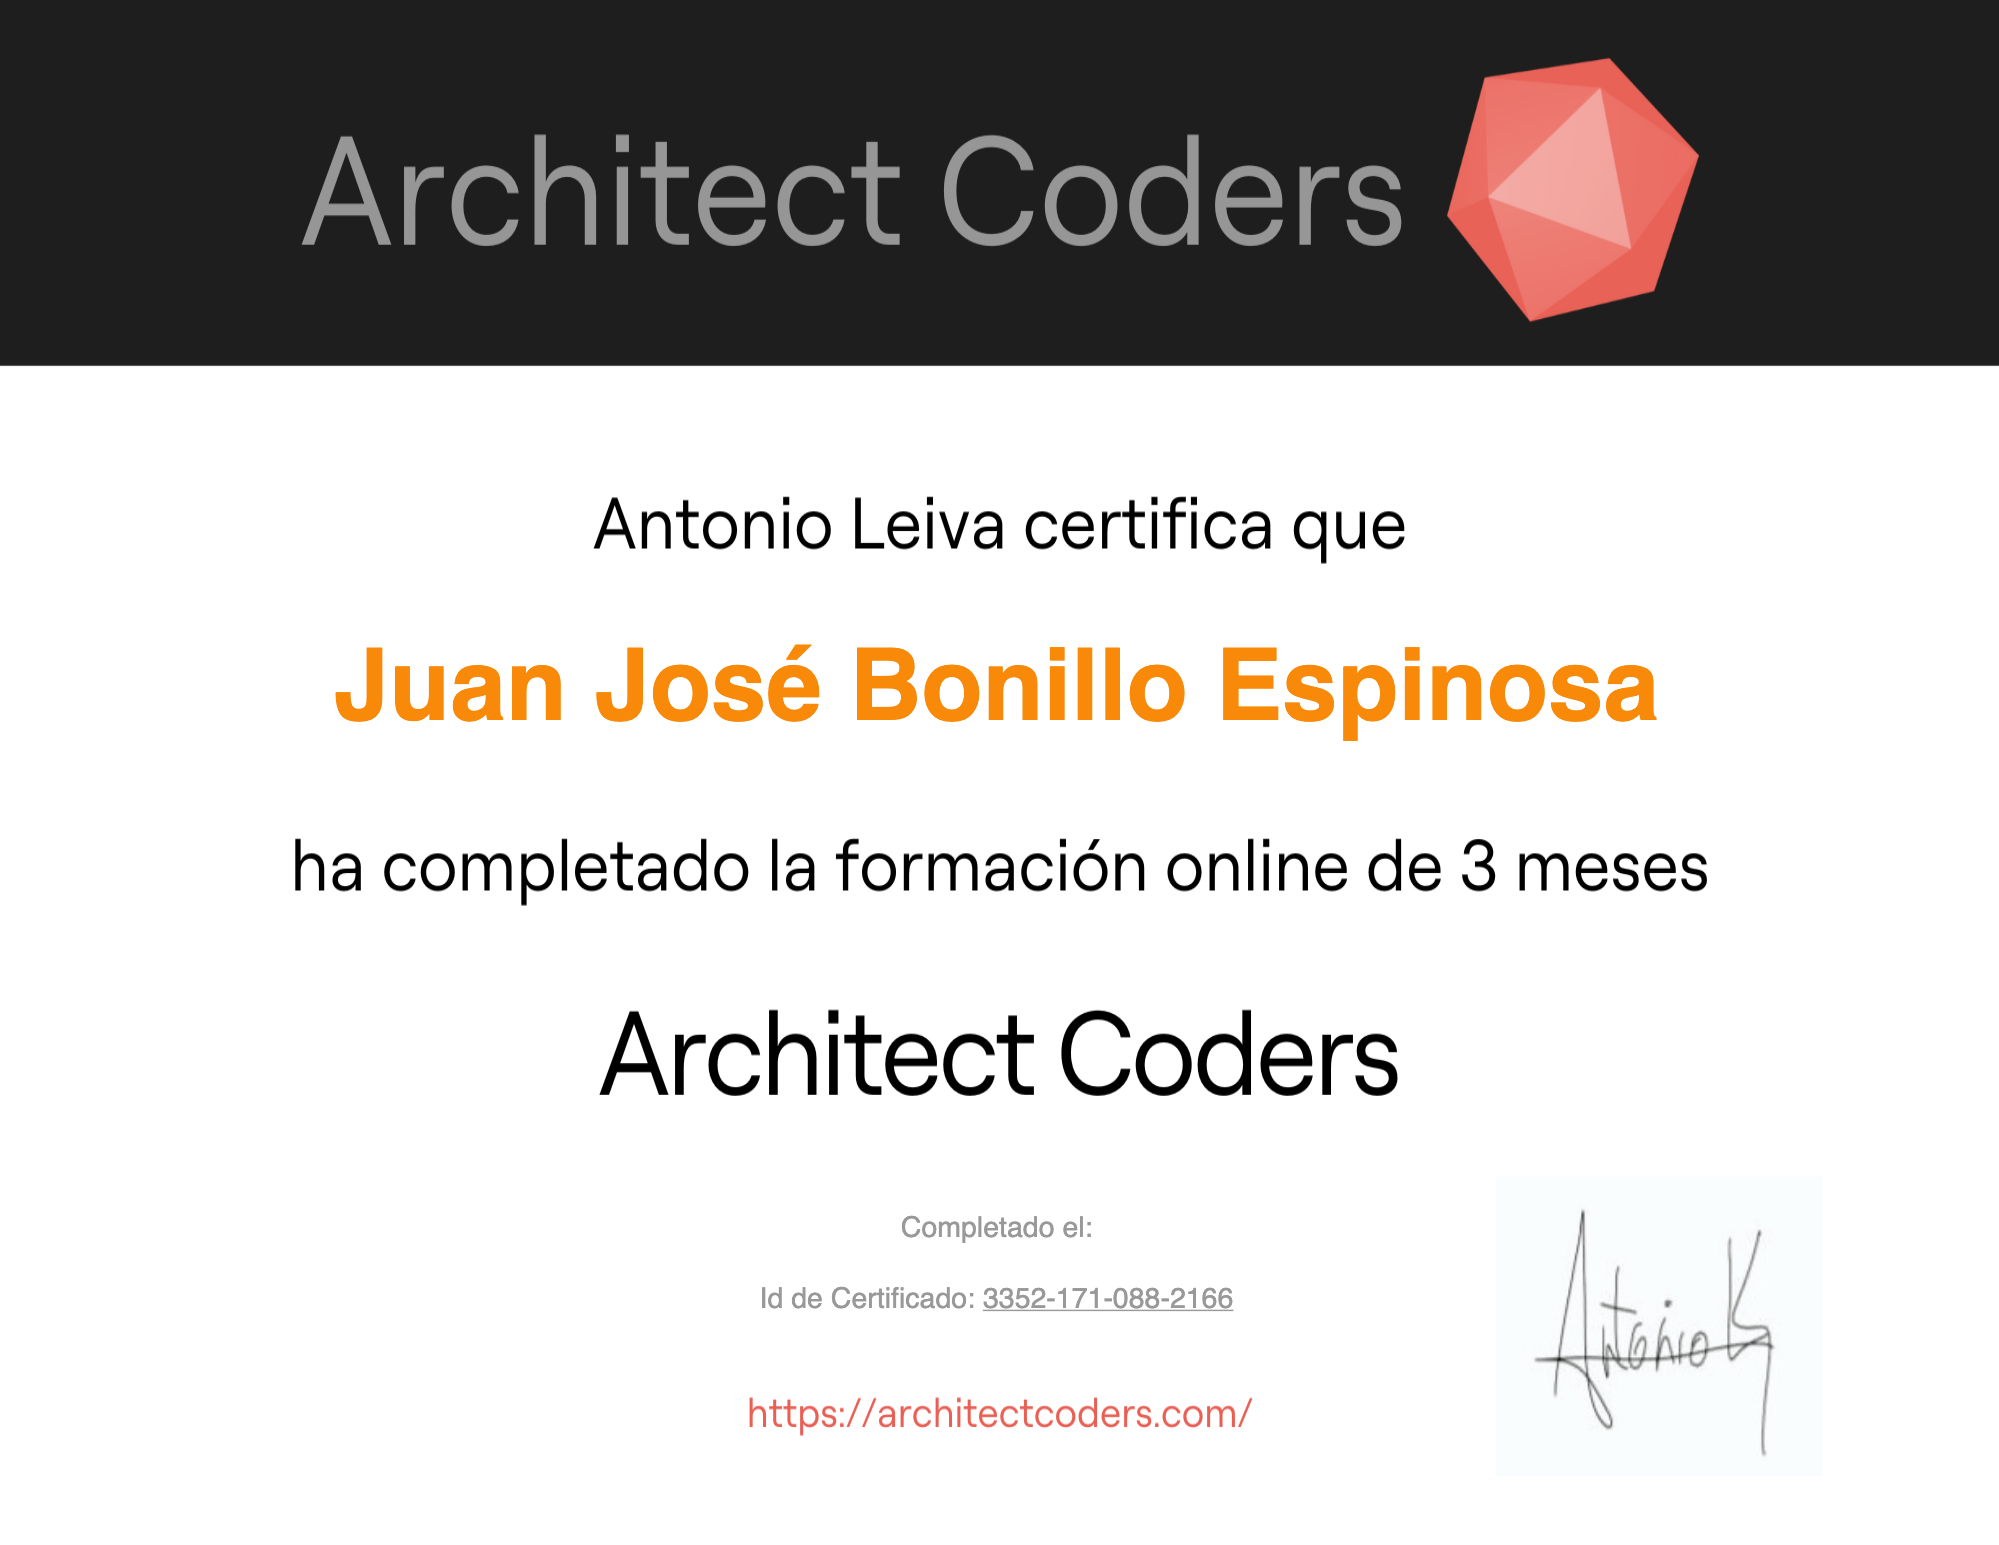 Architect Coders
Antonio Leiva certifica que
Juan José Bonillo Espinosa
ha completado la formación online de 3 meses
Architect Coders
Completado el:
Id de Certificado: 3352-171-088-2166
https://architectcoders.com/
Antonio